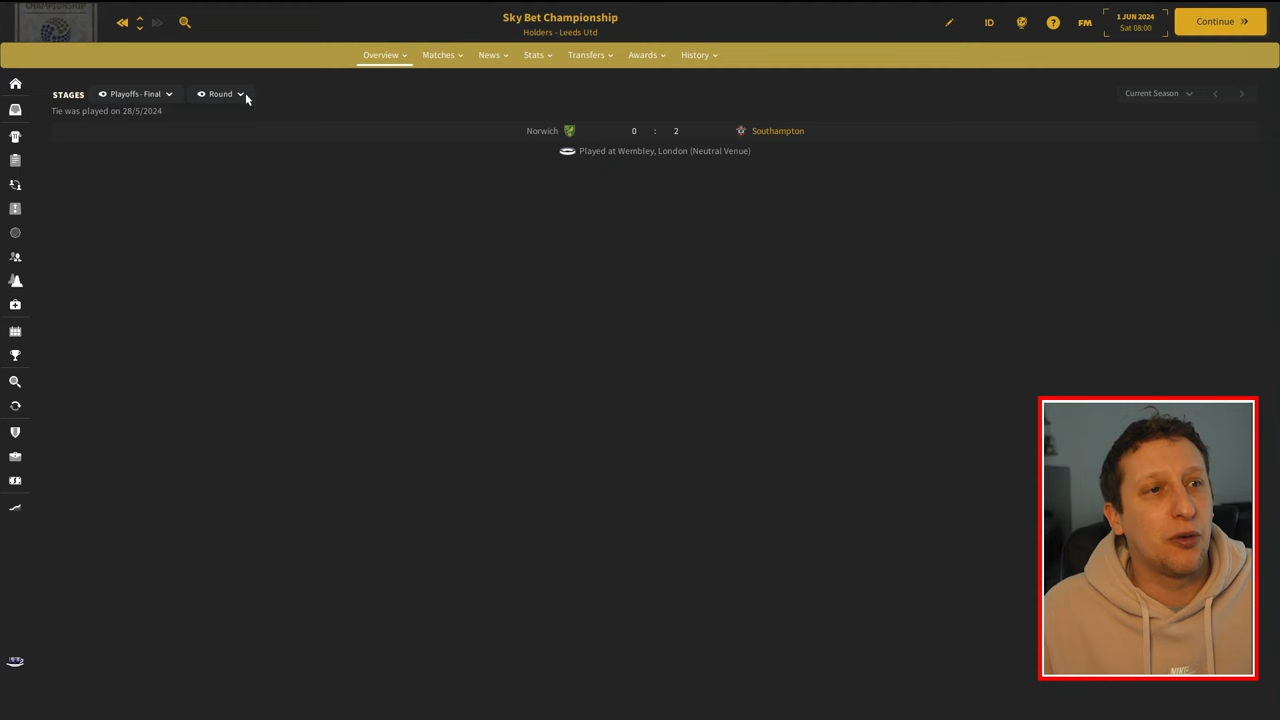 CHAMPIONSHIP
Sky Bet Championship
Holders - Leeds Utd
ID
?
FM
1 JUN 2024
Sat 08:00
Continue
Overview
Matches
News
Stats
Transfers
Awards
History
STAGES
Playoffs - Final
Round
Current Season
Tie was played on 28/5/2024
Norwich 0 : 2 Southampton
Played at Wembley, London (Neutral Venue)
NIKE